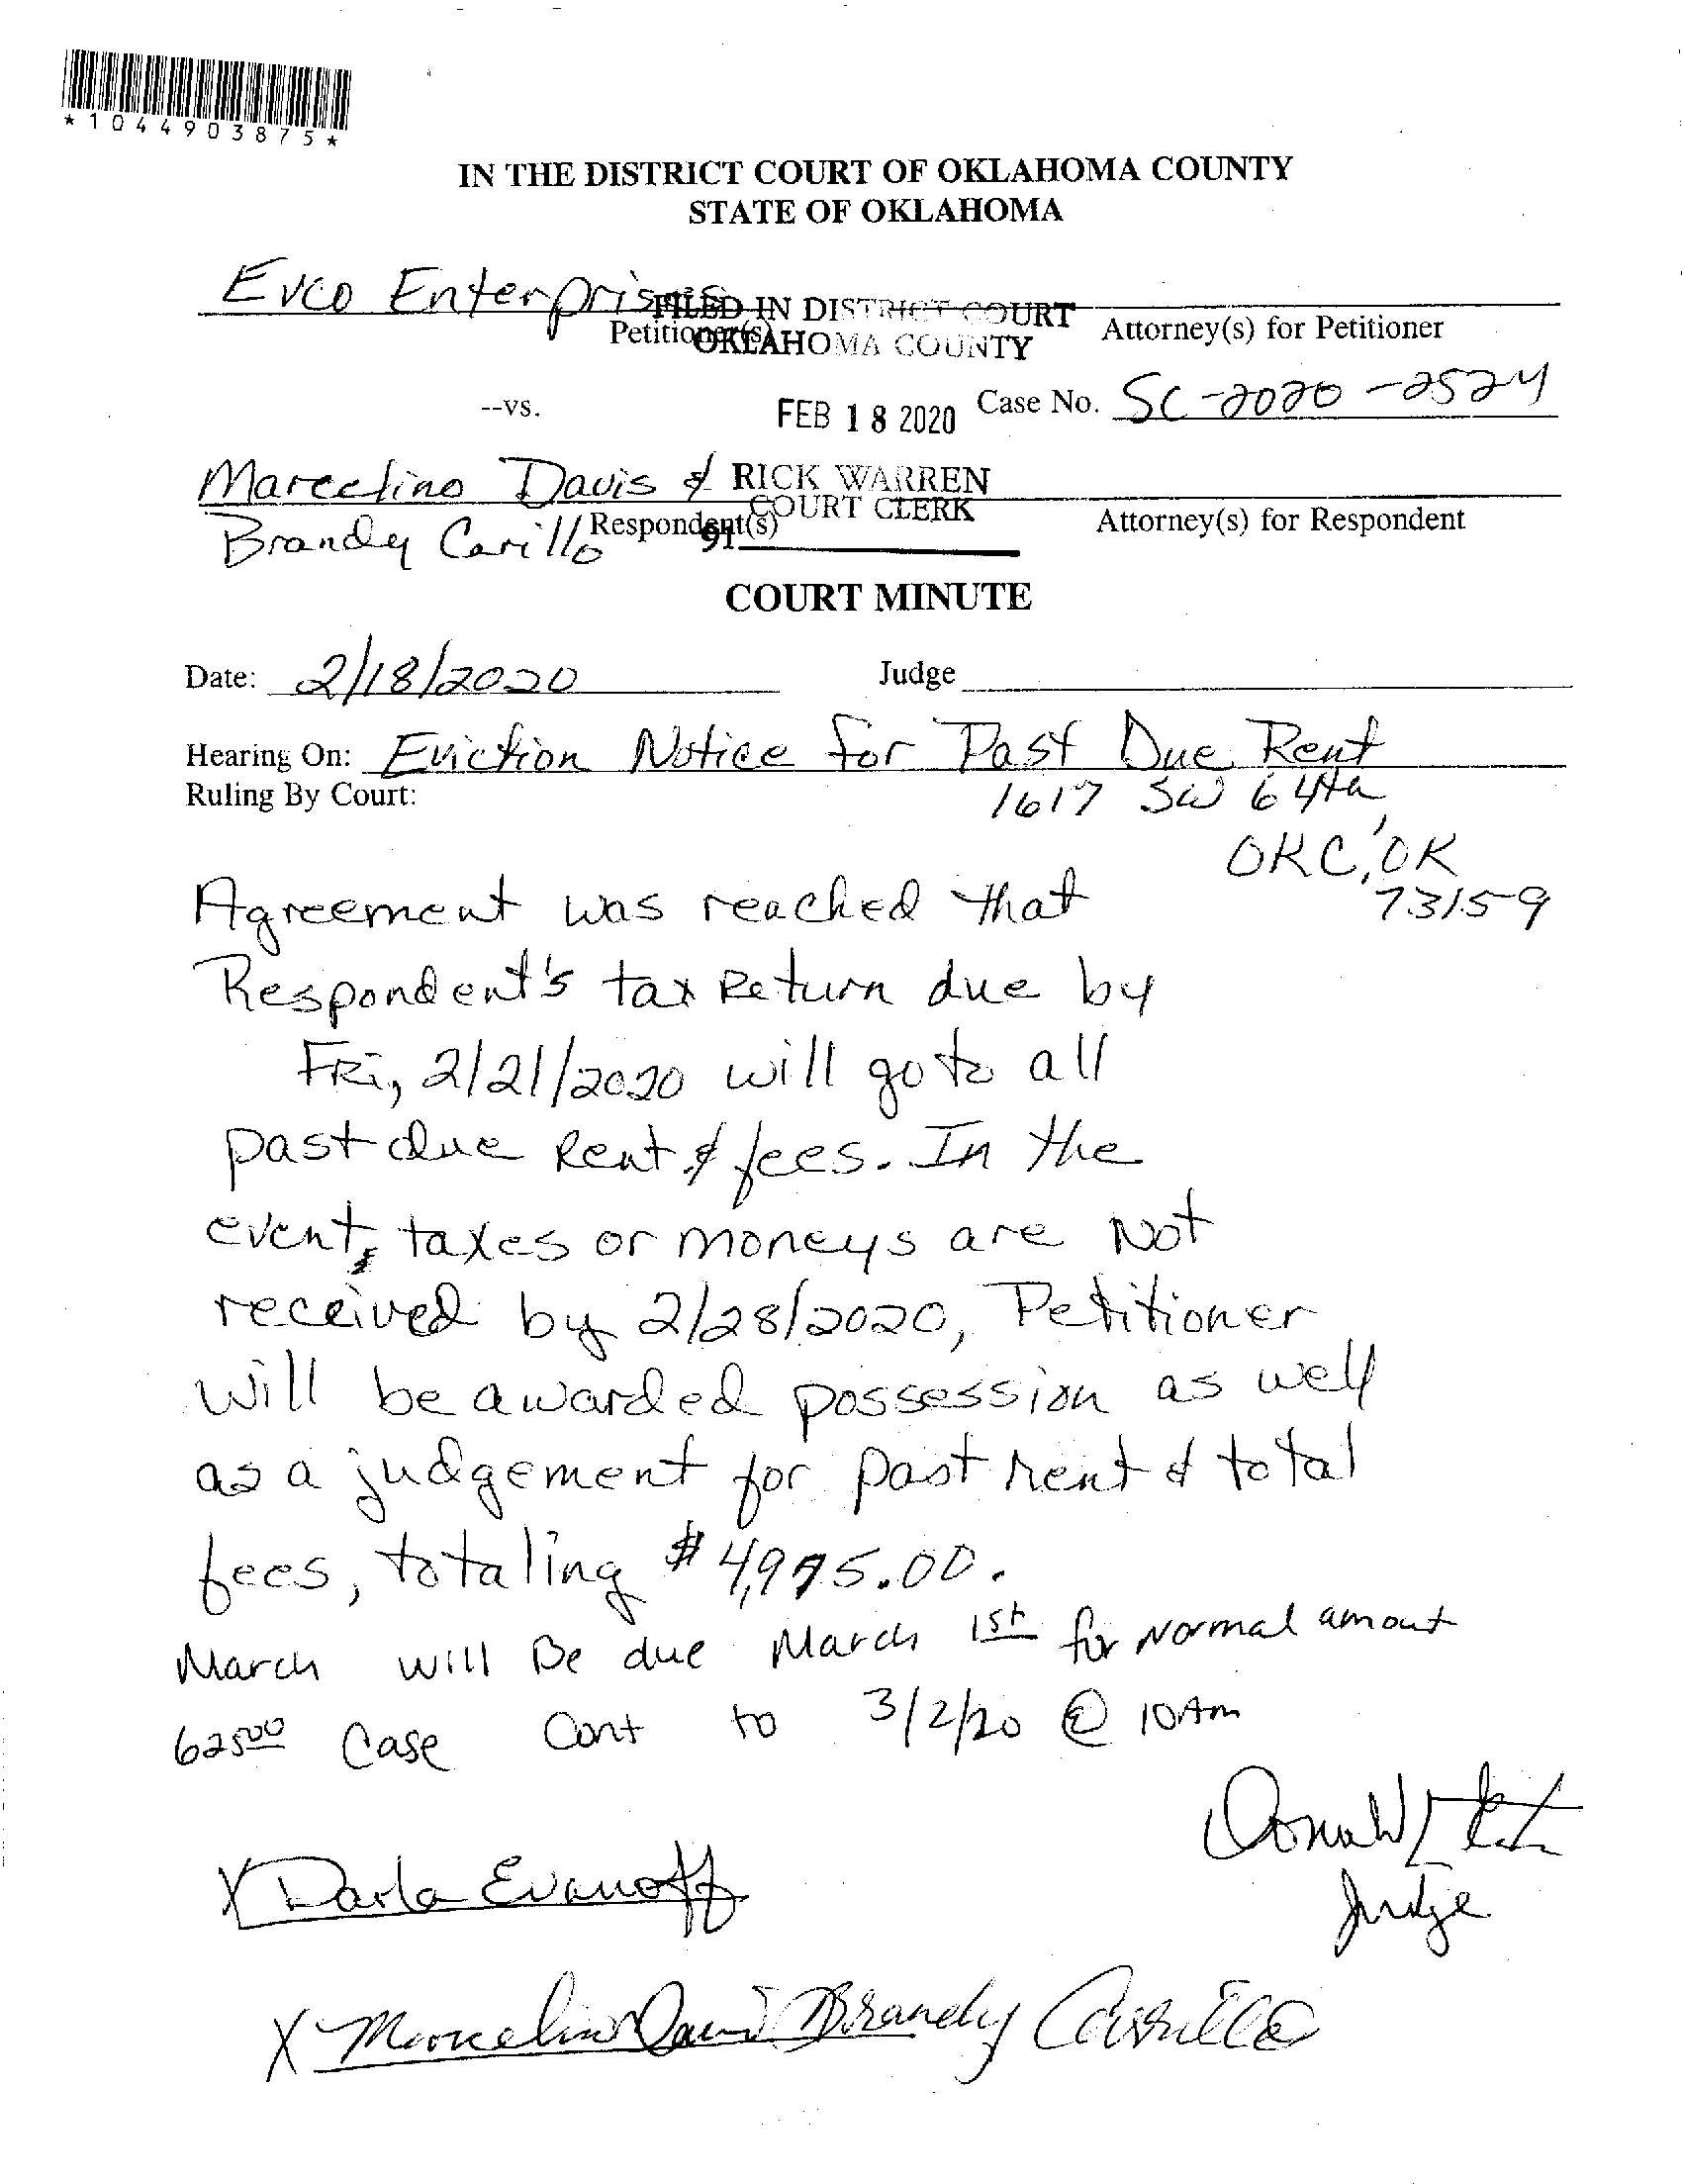 *1044903875*
IN THE DISTRICT COURT OF OKLAHOMA COUNTY
STATE OF OKLAHOMA
Evco Enterprises
FILED IN DISTRICT COURT
OKLAHOMA COUNTY
Petitioner(s)
Attorney(s) for Petitioner
--vs.
FEB 18 2020
Case No. SC-2020-2524
Marcelino Davis &
RICK WARREN
COURT CLERK
Brandy Carillo
Respondent(s)
91
Attorney(s) for Respondent
COURT MINUTE
Date: 2/18/2020
Judge
Hearing On: Eviction Notice for Past Due Rent
Ruling By Court:
1617 SW 64th,
OKC, OK
73159
Agreement was reached that
Respondent's tax Return due by
FRi, 2/21/2020 will go to all
past due Rent & fees. In the
event, taxes or moneys are Not
received by 2/28/2020, Petitioner
will be awarded possession as well
as a judgement for past rent & total
fees, totaling $4,975.00.
March will Be due March 1st for Normal amount
625.00 Case Cont to 3/2/20 @ 10 Am
Donald
Judge
X Darla Evanoff
X Marcelino Davis Brandy Carrillo